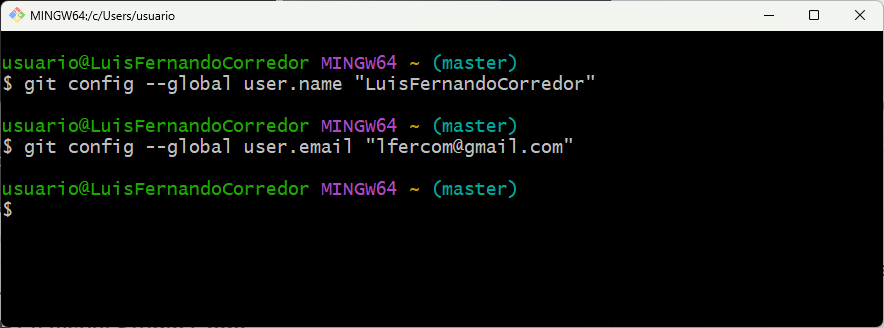 MINGW64:/c/Users/usuario
usuario@LuisFernandoCorredor MINGW64 ~ (master)
$ git config --global user.name "LuisFernandoCorredor"
usuario@LuisFernandoCorredor MINGW64 ~ (master)
$ git config --global user.email "lfercom@gmail.com"
usuario@LuisFernandoCorredor MINGW64 ~ (master)
$